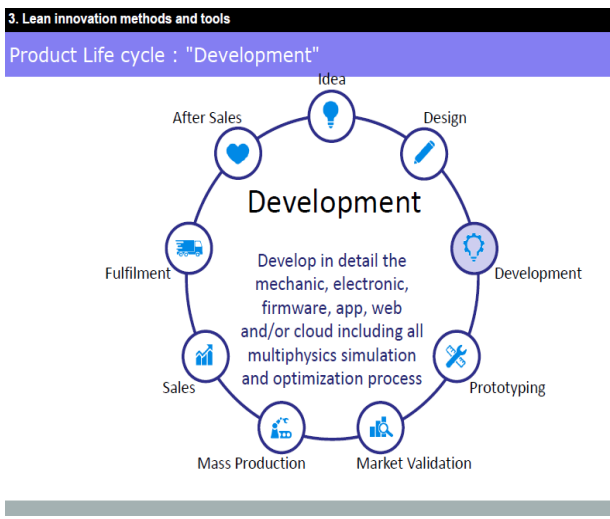 3. Lean innovation methods and tools
Product Life cycle : "Development"
Idea
After Sales
Design
Development
Fulfilment
Develop in detail the
mechanic, electronic,
firmware, app, web
and/or cloud including all
multiphysics simulation
and optimization process
Development
Sales
Prototyping
Mass Production
Market Validation